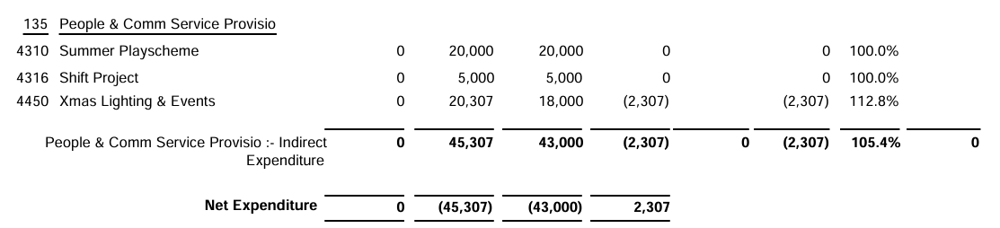 135 People & Comm Service Provisio
4310 Summer Playscheme 0 20,000 20,000 0 0 100.0%
4316 Shift Project 0 5,000 5,000 0 0 100.0%
4450 Xmas Lighting & Events 0 20,307 18,000 (2,307) (2,307) 112.8%
People & Comm Service Provisio :- Indirect 0 45,307 43,000 (2,307) 0 (2,307) 105.4% 0
Expenditure
Net Expenditure 0 (45,307) (43,000) 2,307